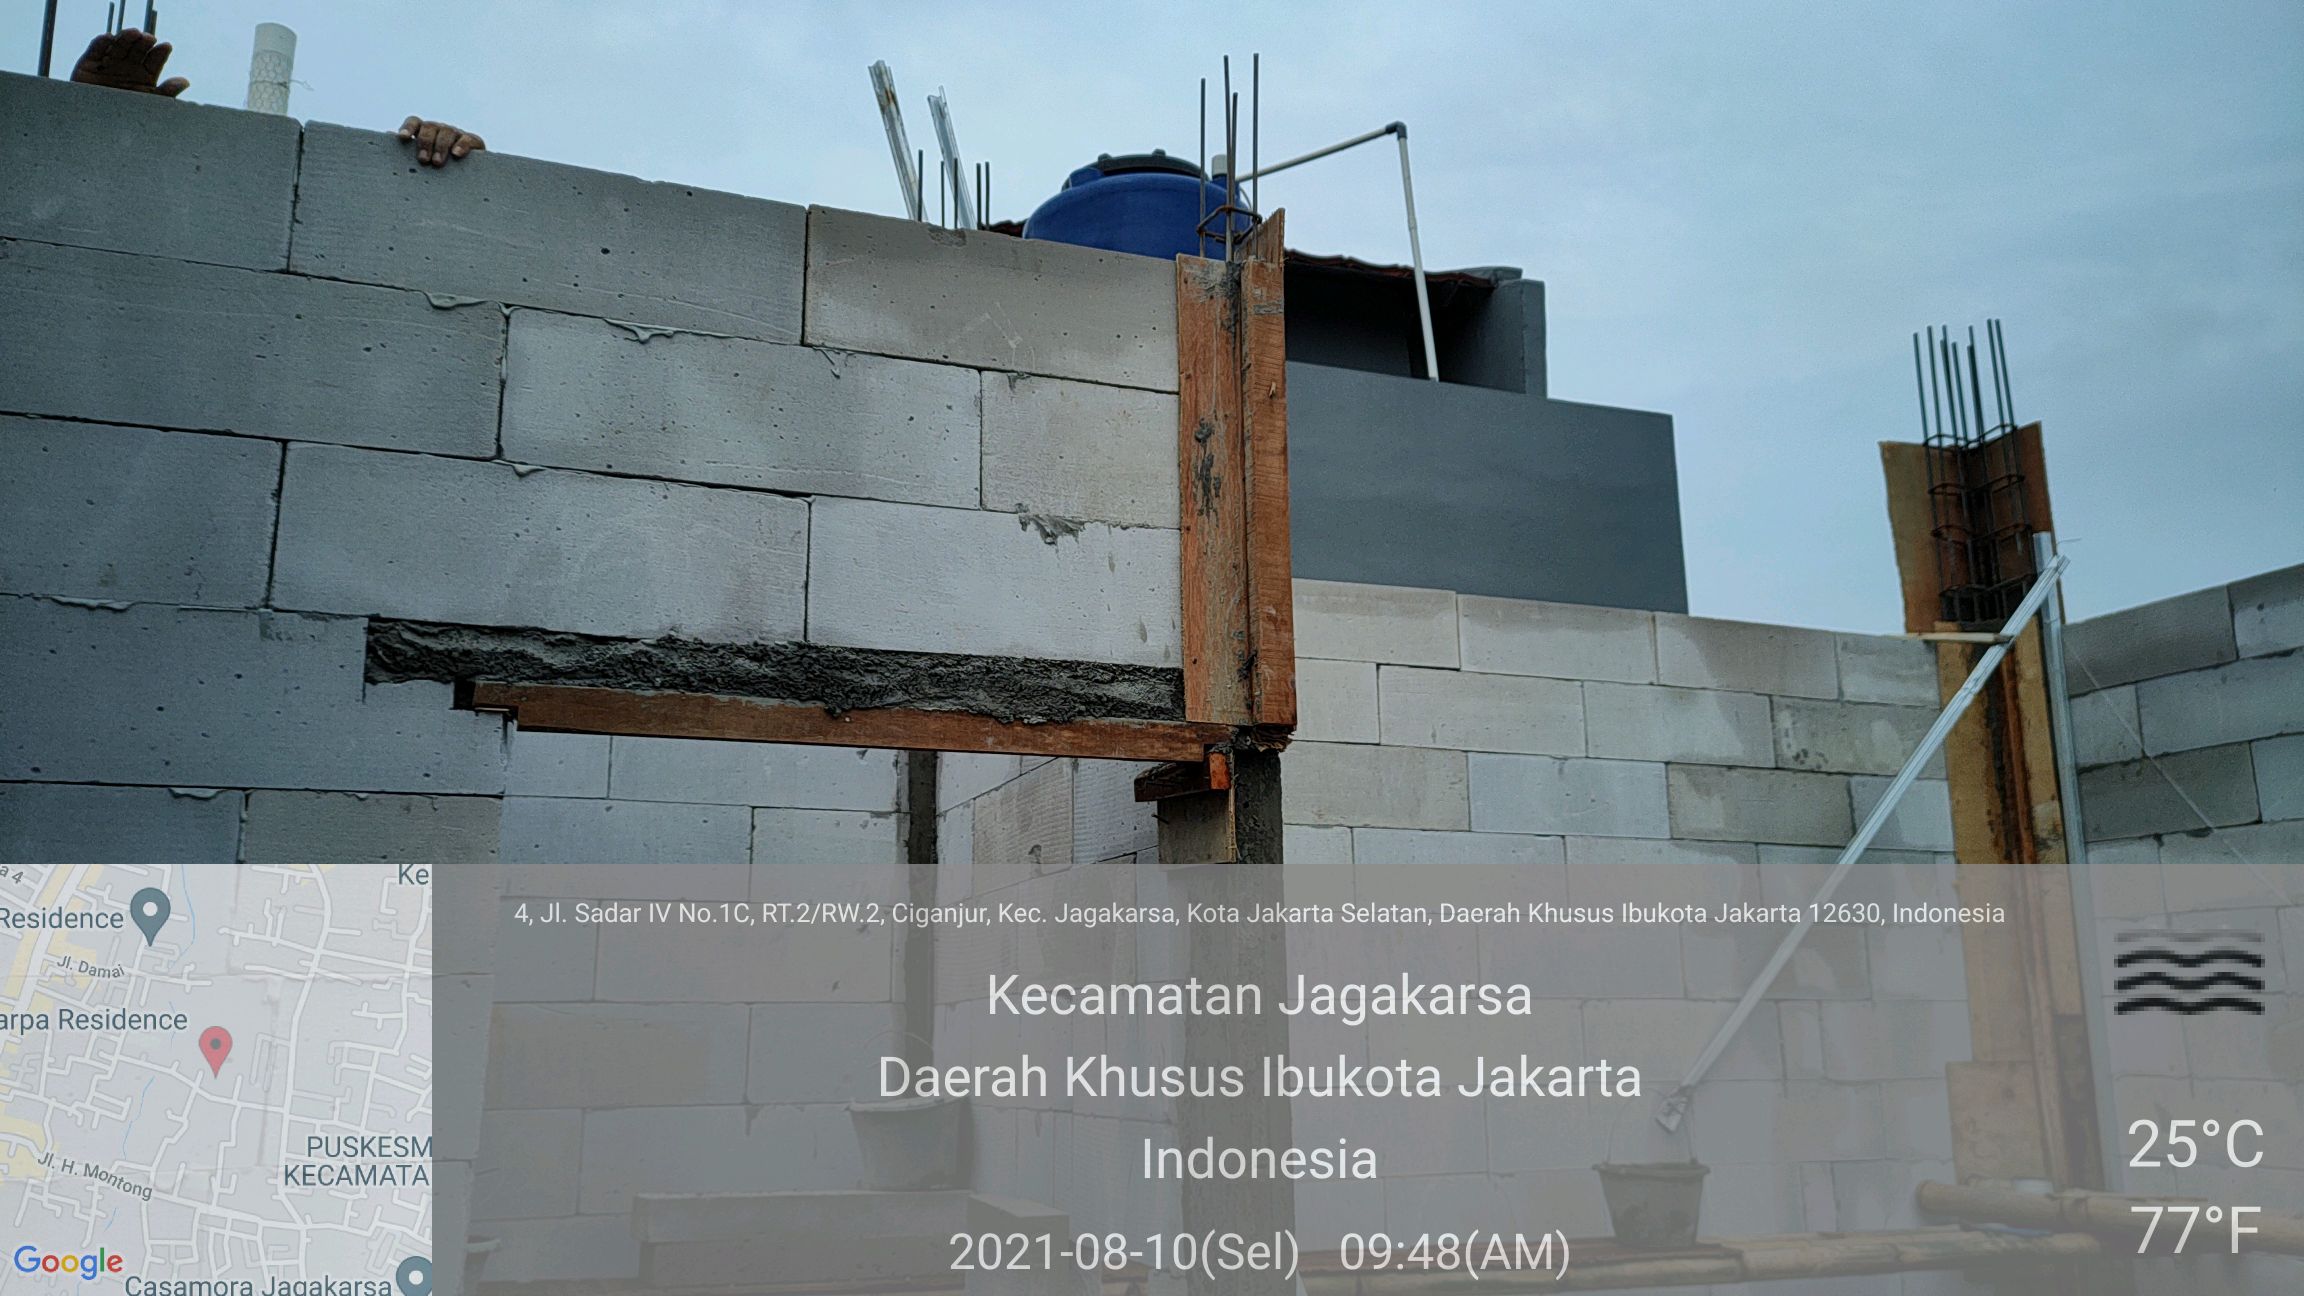 4, Jl. Sadar IV No.1C, RT.2/RW.2, Ciganjur, Kec. Jagakarsa, Kota Jakarta Selatan, Daerah Khusus Ibukota Jakarta 12630, Indonesia
Kecamatan Jagakarsa
Daerah Khusus Ibukota Jakarta
Indonesia
2021-08-10(Sel) 09:48(AM)
25°C
77°F
a 4
Ke
Residence
Jl. Damai
arpa Residence
PUSKESM
KECAMATA
Jl. H. Montong
Google
Casamora Jagakarsa